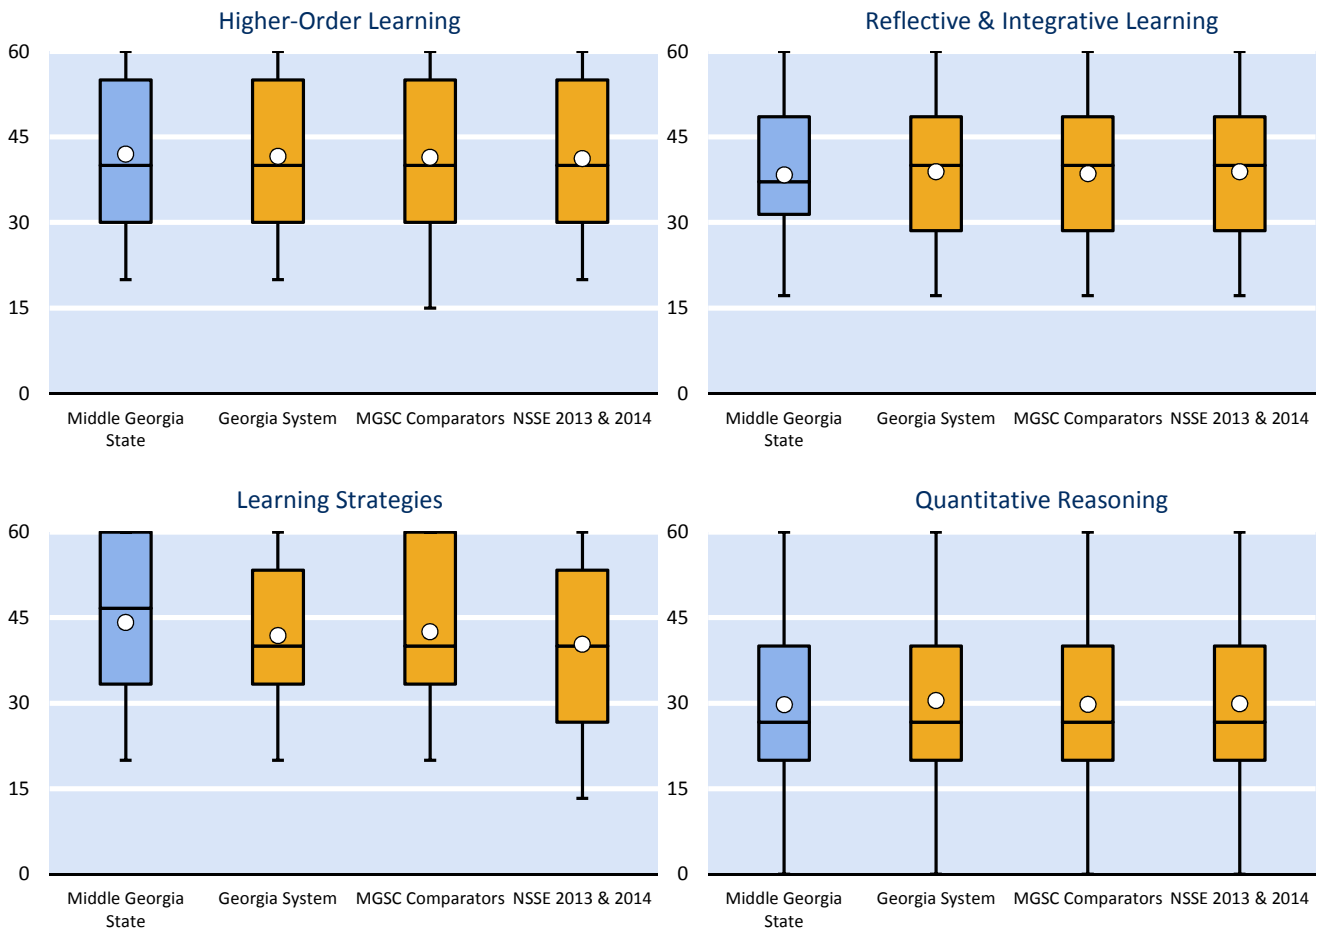 Higher-Order Learning
60
45
30
15
0
Middle Georgia
State
Georgia System
MGSC Comparators
NSSE 2013 & 2014
Reflective & Integrative Learning
60
45
30
15
0
Middle Georgia
State
Georgia System
MGSC Comparators
NSSE 2013 & 2014
Learning Strategies
60
45
30
15
0
Middle Georgia
State
Georgia System
MGSC Comparators
NSSE 2013 & 2014
Quantitative Reasoning
60
45
30
15
0
Middle Georgia
State
Georgia System
MGSC Comparators
NSSE 2013 & 2014